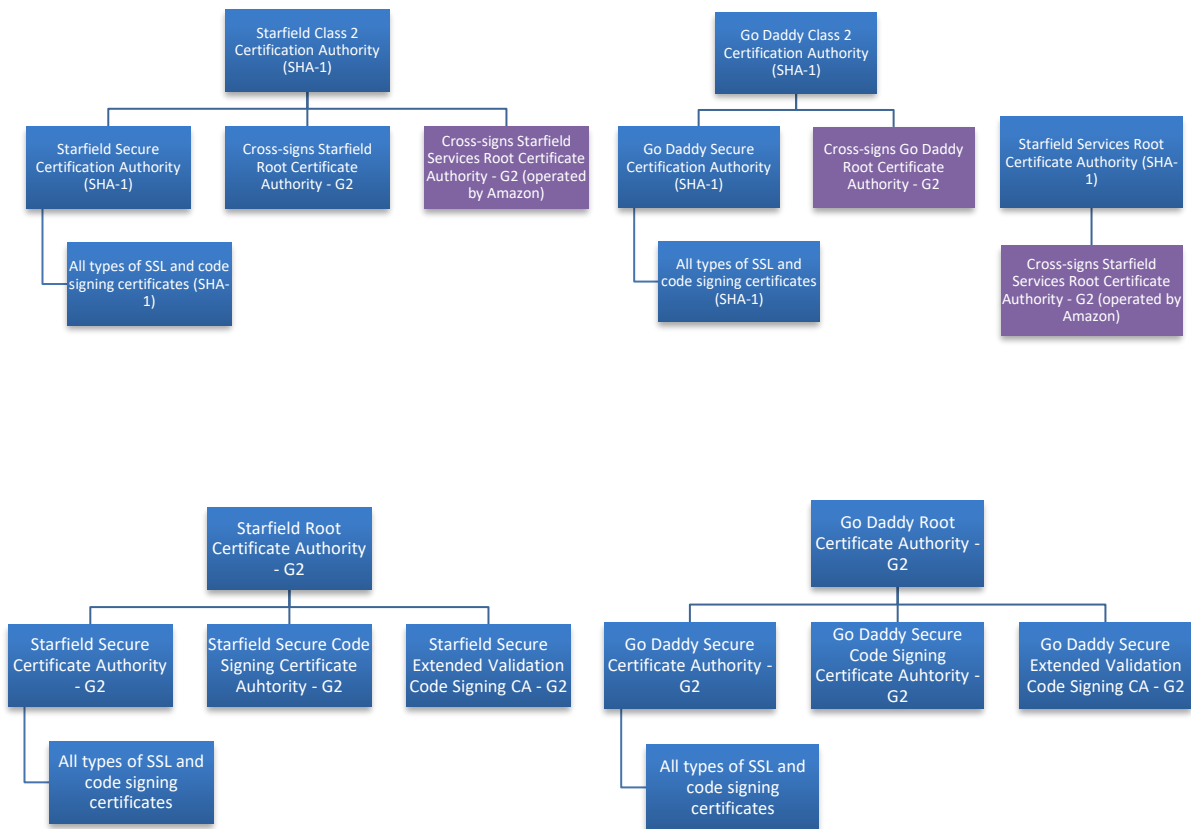 Starfield Class 2
Certification Authority
(SHA-1)
Go Daddy Class 2
Certification Authority
(SHA-1)
Starfield Secure
Certification Authority
(SHA-1)
Cross-signs Starfield
Root Certificate
Authority - G2
Cross-signs Starfield
Services Root Certificate
Authority - G2 (operated
by Amazon)
Go Daddy Secure
Certification Authority
(SHA-1)
Cross-signs Go Daddy
Root Certificate
Authority - G2
Starfield Services Root
Certificate Authority (SHA-
1)
All types of SSL and code
signing certificates (SHA-
1)
All types of SSL and
code signing certificates
(SHA-1)
Cross-signs Starfield
Services Root Certificate
Authority - G2 (operated by
Amazon)
Starfield Root
Certificate Authority
- G2
Go Daddy Root
Certificate Authority -
G2
Starfield Secure
Certificate Authority
- G2
Starfield Secure Code
Signing Certificate
Auhtority - G2
Starfield Secure
Extended Validation
Code Signing CA - G2
Go Daddy Secure
Certificate Authority -
G2
Go Daddy Secure
Code Signing
Certificate Auhtority -
G2
Go Daddy Secure
Extended Validation
Code Signing CA - G2
All types of SSL and
code signing
certificates
All types of SSL and
code signing
certificates